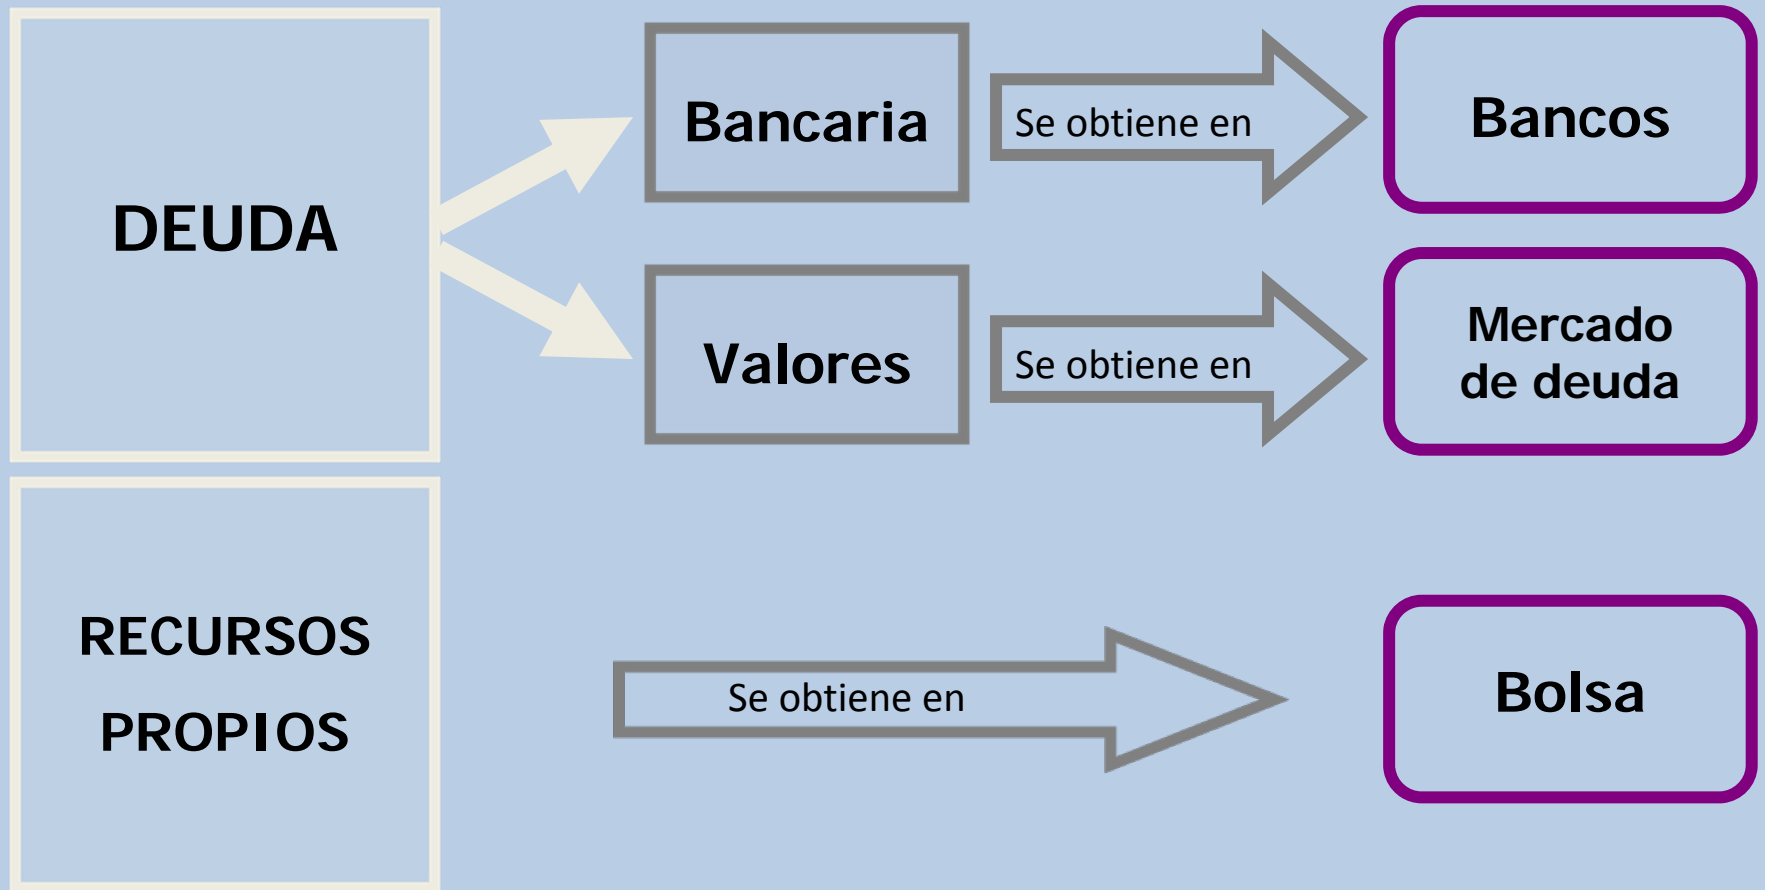 DEUDA
Bancaria
Se obtiene en
Bancos
Valores
Se obtiene en
Mercado
de deuda
RECURSOS
PROPIOS
Se obtiene en
Bolsa